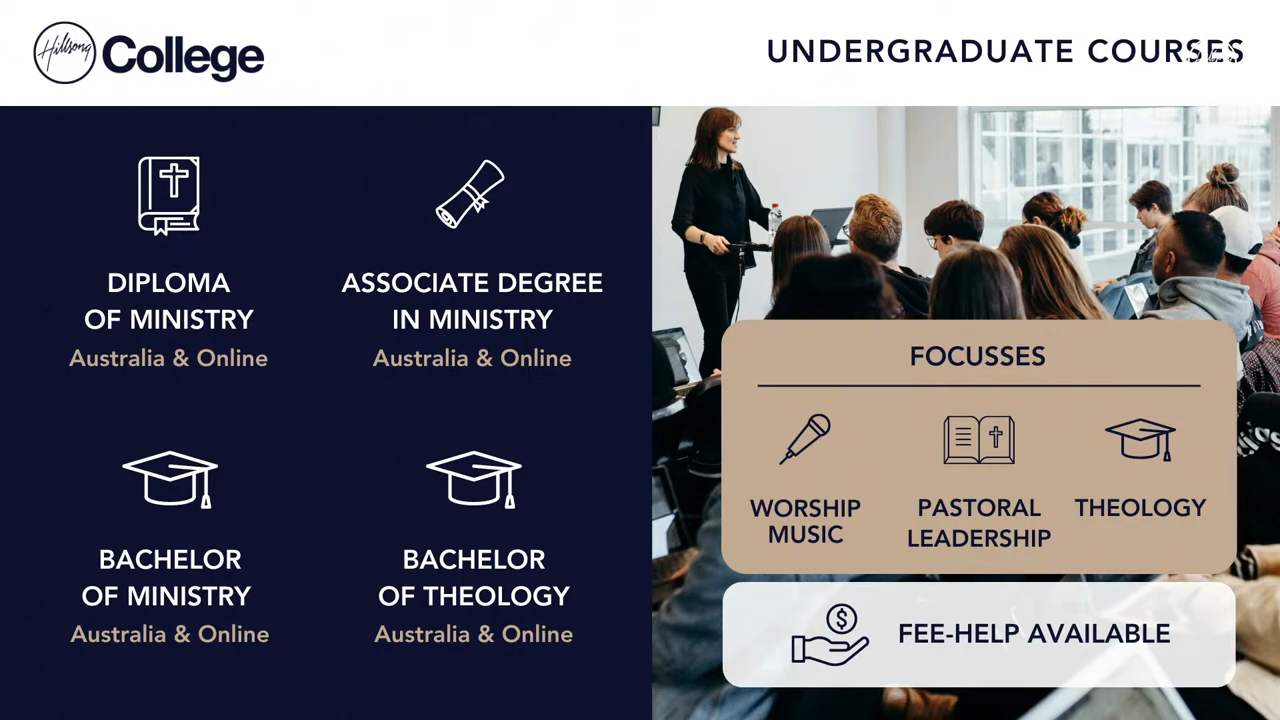 Hillsong College
UNDERGRADUATE COURSES
DIPLOMA
OF MINISTRY
Australia & Online
ASSOCIATE DEGREE
IN MINISTRY
Australia & Online
BACHELOR
OF MINISTRY
Australia & Online
BACHELOR
OF THEOLOGY
Australia & Online
FOCUSSES
WORSHIP
MUSIC
PASTORAL
LEADERSHIP
THEOLOGY
FEE-HELP AVAILABLE